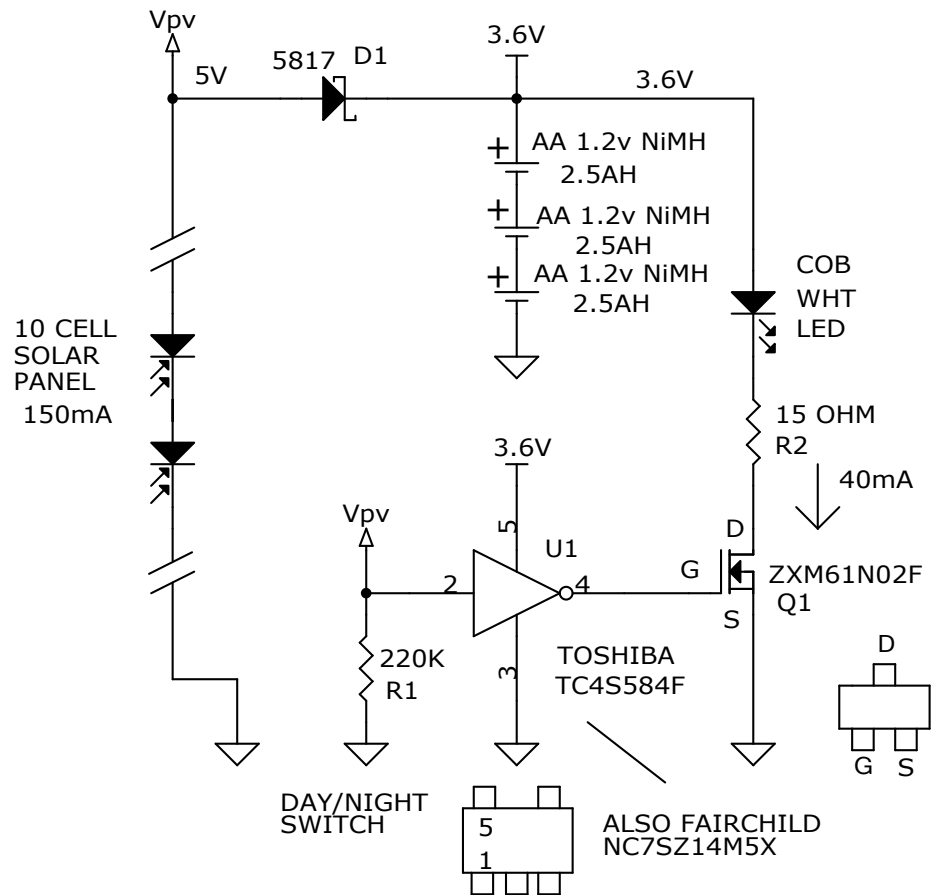 Vpv
5V
5817
D1
3.6V
3.6V
+
AA 1.2v NiMH
2.5AH
+
AA 1.2v NiMH
2.5AH
+
AA 1.2v NiMH
2.5AH
COB
WHT
LED
10 CELL
SOLAR
PANEL
150mA
15 OHM
R2
40mA
3.6V
Vpv
5
U1
2
4
3
220K
R1
D
G
S
ZXM61N02F
Q1
TOSHIBA
TC4S584F
D
G S
DAY/NIGHT
SWITCH
5
1
ALSO FAIRCHILD
NC7SZ14M5X